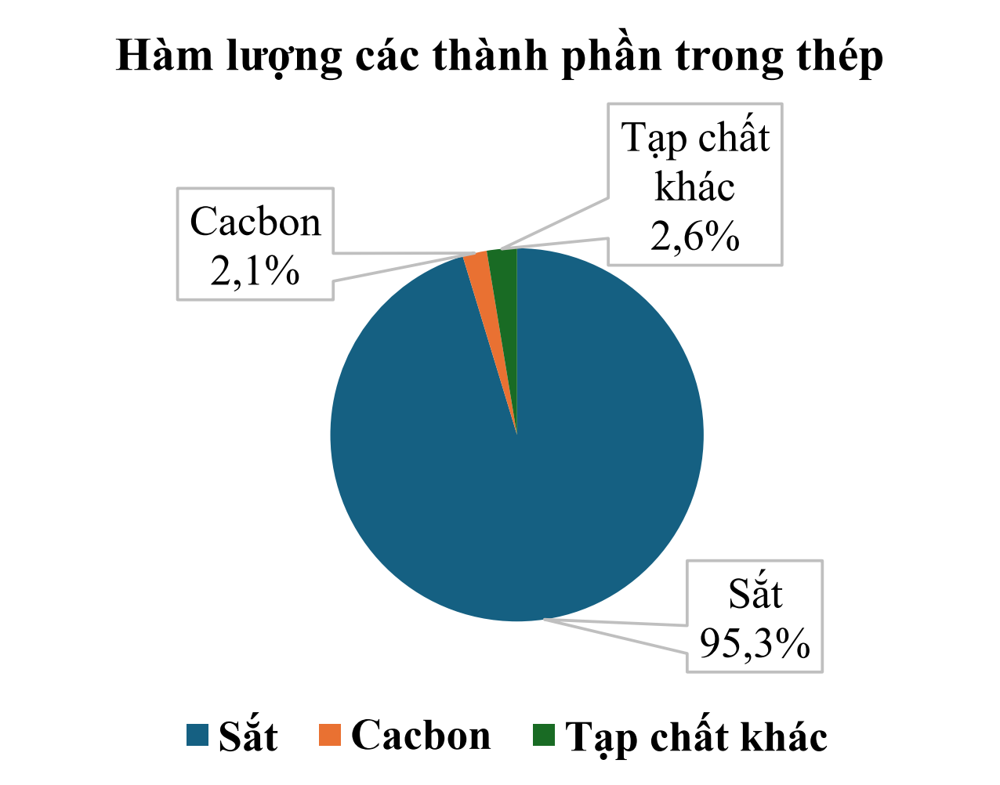 Hàm lượng các thành phần trong thép
Tạp chất
khác
2,6%
Cacbon
2,1%
Sắt
95,3%
Sắt
Cacbon
Tạp chất khác